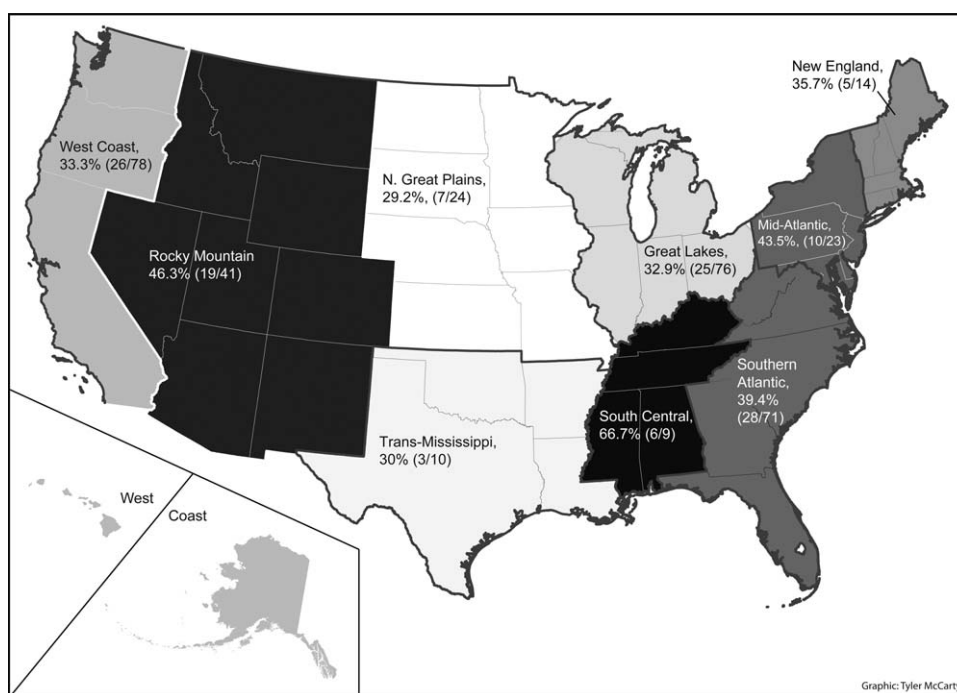 New England,
35.7% (5/14)
West Coast,
33.3% (26/78)
N. Great Plains,
29.2%, (7/24)
Mid-Atlantic,
43.5%, (10/23)
Rocky Mountain
46.3% (19/41)
Great Lakes,
32.9% (25/76)
Southern
Atlantic,
39.4%
(28/71)
South Central,
66.7% (6/9)
Trans-Mississippi,
30% (3/10)
West
Coast
Graphic: Tyler McCarty